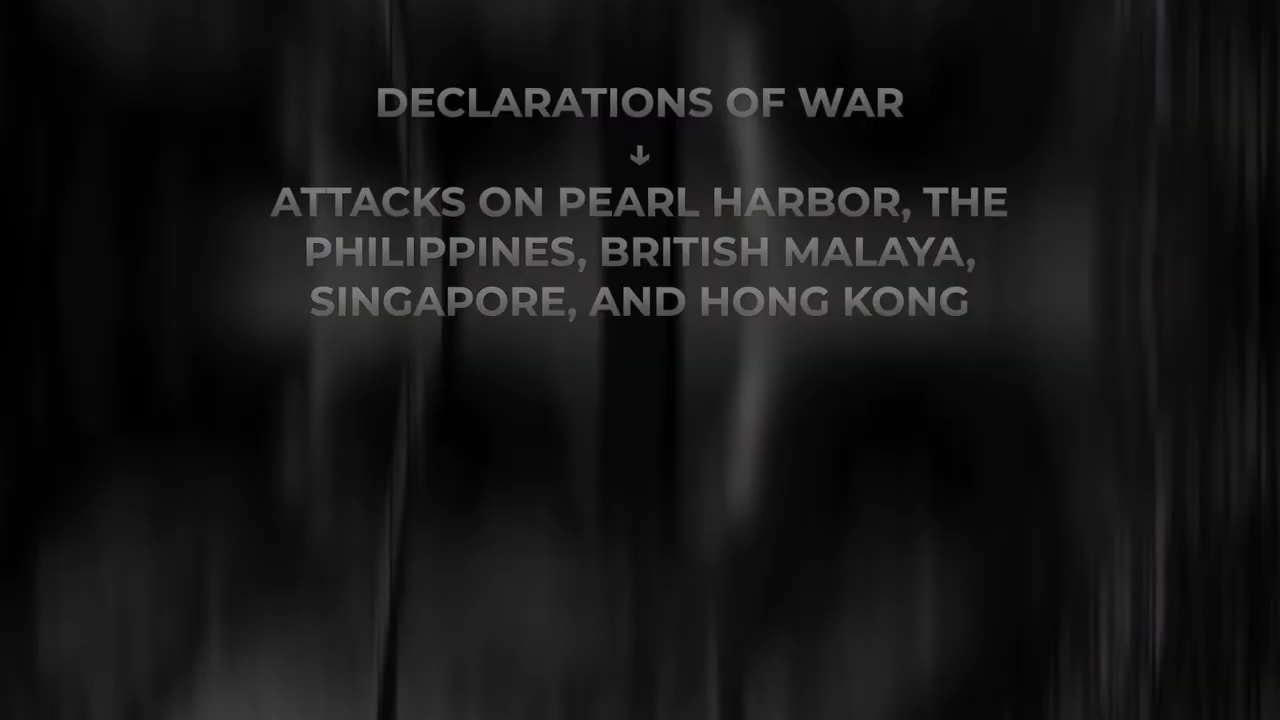 DECLARATIONS OF WAR
↓
ATTACKS ON PEARL HARBOR, THE
PHILIPPINES, BRITISH MALAYA,
SINGAPORE, AND HONG KONG